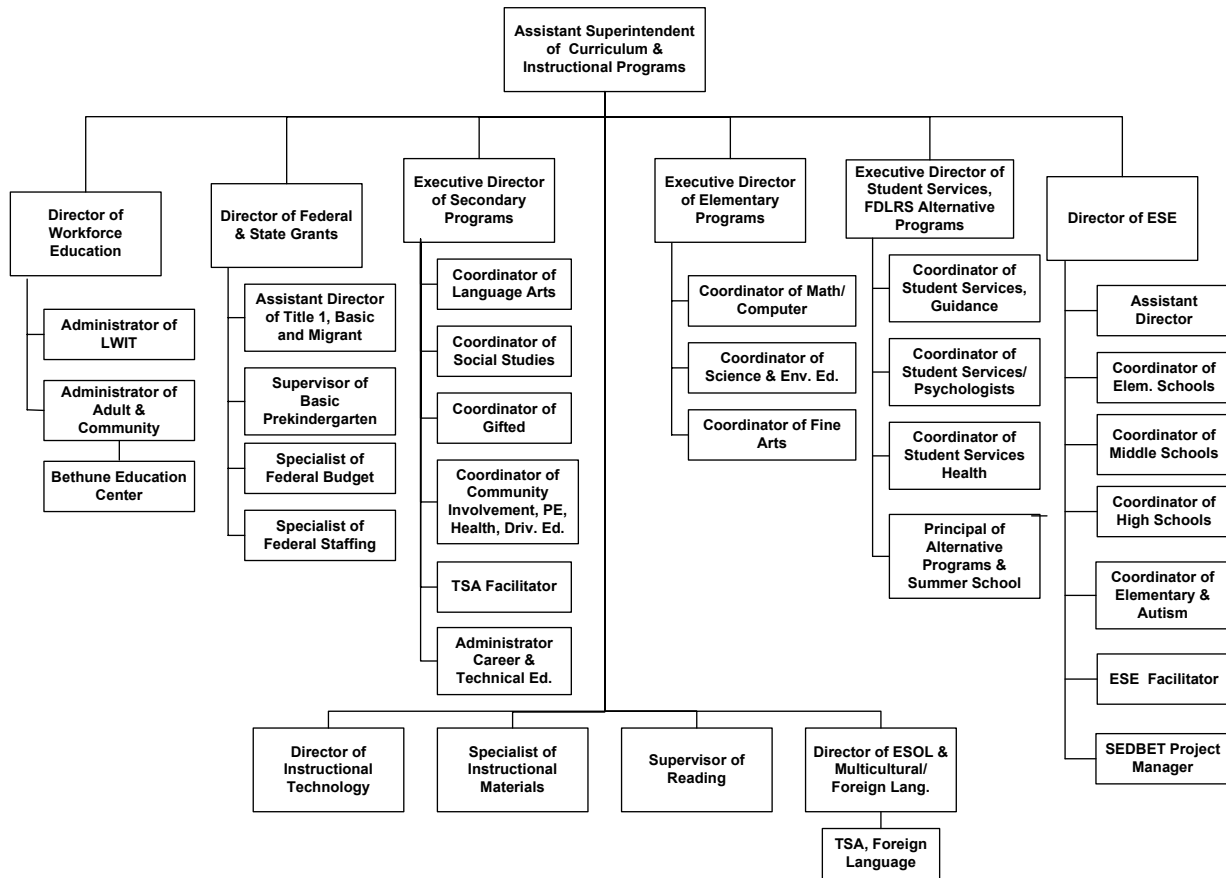 Assistant Superintendent
of Curriculum &
Instructional Programs
Director of
Workforce
Education
Administrator of
LWIT
Administrator of
Adult &
Community
Bethune Education
Center
Director of Federal
& State Grants
Assistant Director
of Title 1, Basic
and Migrant
Supervisor of
Basic
Prekindergarten
Specialist of
Federal Budget
Specialist of
Federal Staffing
Executive Director
of Secondary
Programs
Coordinator of
Language Arts
Coordinator of
Social Studies
Coordinator of
Gifted
Coordinator of
Community
Involvement, PE,
Health, Driv. Ed.
TSA Facilitator
Administrator
Career &
Technical Ed.
Executive Director
of Elementary
Programs
Coordinator of Math/
Computer
Coordinator of
Science & Env. Ed.
Coordinator of Fine
Arts
Executive Director of
Student Services,
FDLRS Alternative
Programs
Coordinator of
Student Services,
Guidance
Coordinator of
Student Services/
Psychologists
Coordinator of
Student Services
Health
Principal of
Alternative
Programs &
Summer School
Director of ESE
Assistant
Director
Coordinator of
Elem. Schools
Coordinator of
Middle Schools
Coordinator of
High Schools
Coordinator of
Elementary &
Autism
ESE Facilitator
SEDBET Project
Manager
Director of
Instructional
Technology
Specialist of
Instructional
Materials
Supervisor of
Reading
Director of ESOL &
Multicultural/
Foreign Lang.
TSA, Foreign
Language